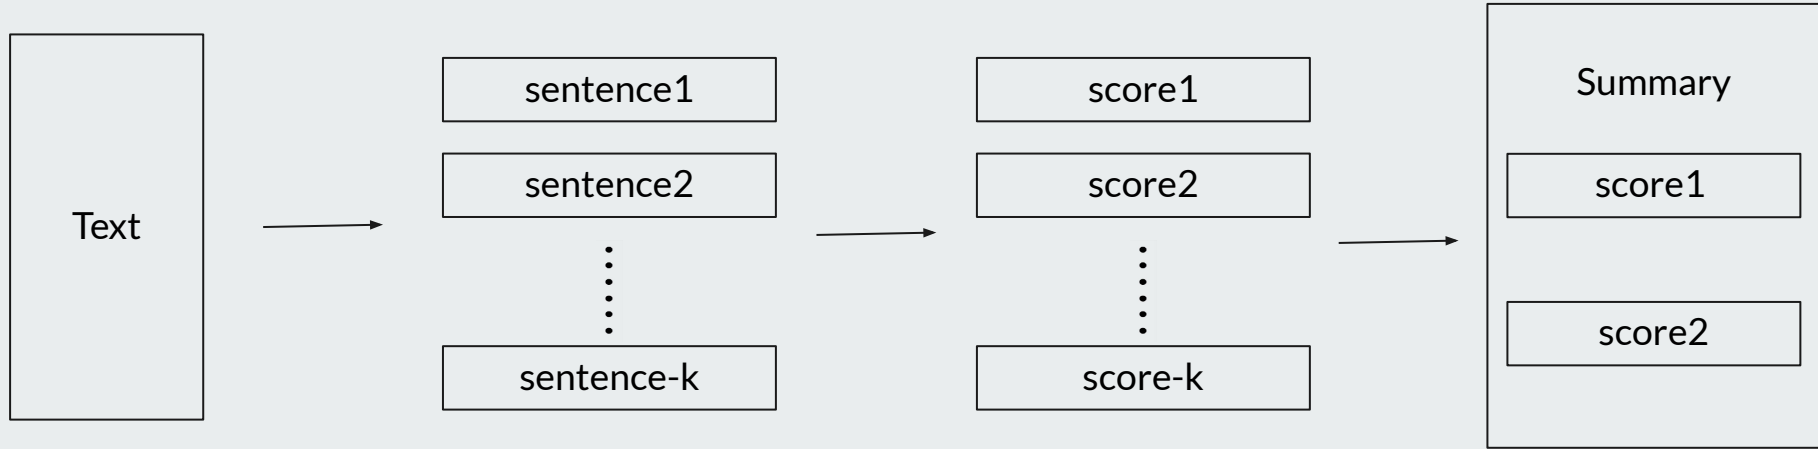 Text
sentence1
sentence2
sentence-k
score1
score2
score-k
Summary
score1
score2